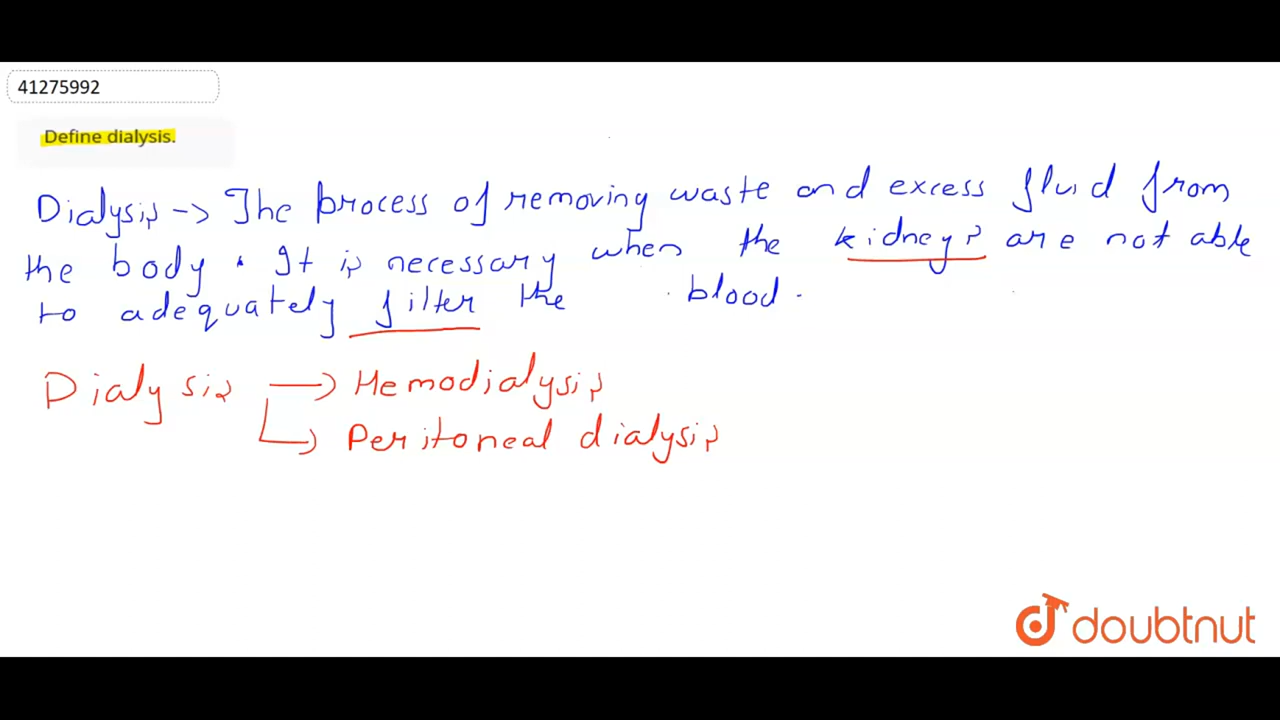 41275992
Define dialysis.
Dialysis -> The process of removing waste and excess fluid from
the body. It is necessary when the kidneys are not able
to adequately filter the blood.
Dialysis → Hemodialysis
→ Peritoneal dialysis
doubtnut